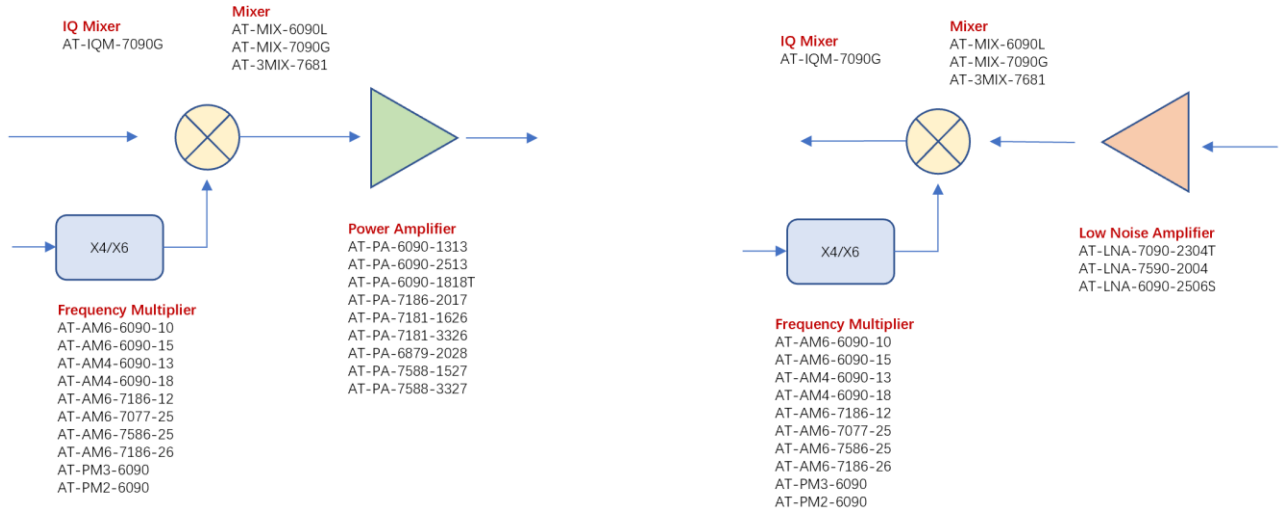 IQ Mixer
AT-IQM-7090G
Mixer
AT-MIX-6090L
AT-MIX-7090G
AT-3MIX-7681
X4/X6
Power Amplifier
AT-PA-6090-1313
AT-PA-6090-2513
AT-PA-6090-1818T
AT-PA-7186-2017
AT-PA-7181-1626
AT-PA-7181-3326
AT-PA-6879-2028
AT-PA-7588-1527
AT-PA-7588-3327
Frequency Multiplier
AT-AM6-6090-10
AT-AM6-6090-15
AT-AM4-6090-13
AT-AM4-6090-18
AT-AM6-7186-12
AT-AM6-7077-25
AT-AM6-7586-25
AT-AM6-7186-26
AT-PM3-6090
AT-PM2-6090
IQ Mixer
AT-IQM-7090G
Mixer
AT-MIX-6090L
AT-MIX-7090G
AT-3MIX-7681
X4/X6
Low Noise Amplifier
AT-LNA-7090-2304T
AT-LNA-7590-2004
AT-LNA-6090-2506S
Frequency Multiplier
AT-AM6-6090-10
AT-AM6-6090-15
AT-AM4-6090-13
AT-AM4-6090-18
AT-AM6-7186-12
AT-AM6-7077-25
AT-AM6-7586-25
AT-AM6-7186-26
AT-PM3-6090
AT-PM2-6090